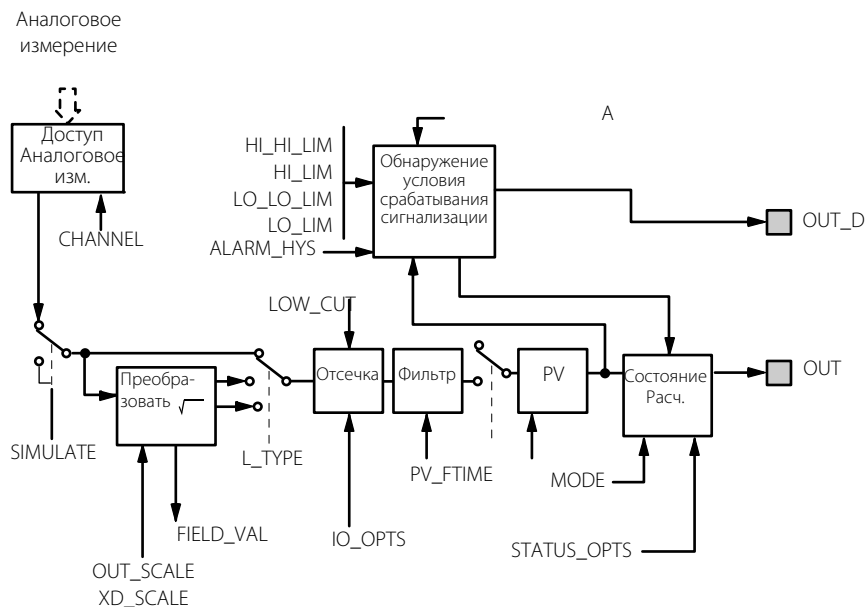 Аналоговое
измерение
A
Доступ
Аналоговое
изм.
CHANNEL
HI_HI_LIM
HI_LIM
LO_LO_LIM
LO_LIM
ALARM_HYS
Обнаружение
условия
срабатывания
сигнализации
OUT_D
LOW_CUT
Преобра-
зовать √
Отсечка
Фильтр
PV
Состояние
Расч.
OUT
SIMULATE
L_TYPE
PV_FTIME
MODE
FIELD_VAL
IO_OPTS
STATUS_OPTS
OUT_SCALE
XD_SCALE